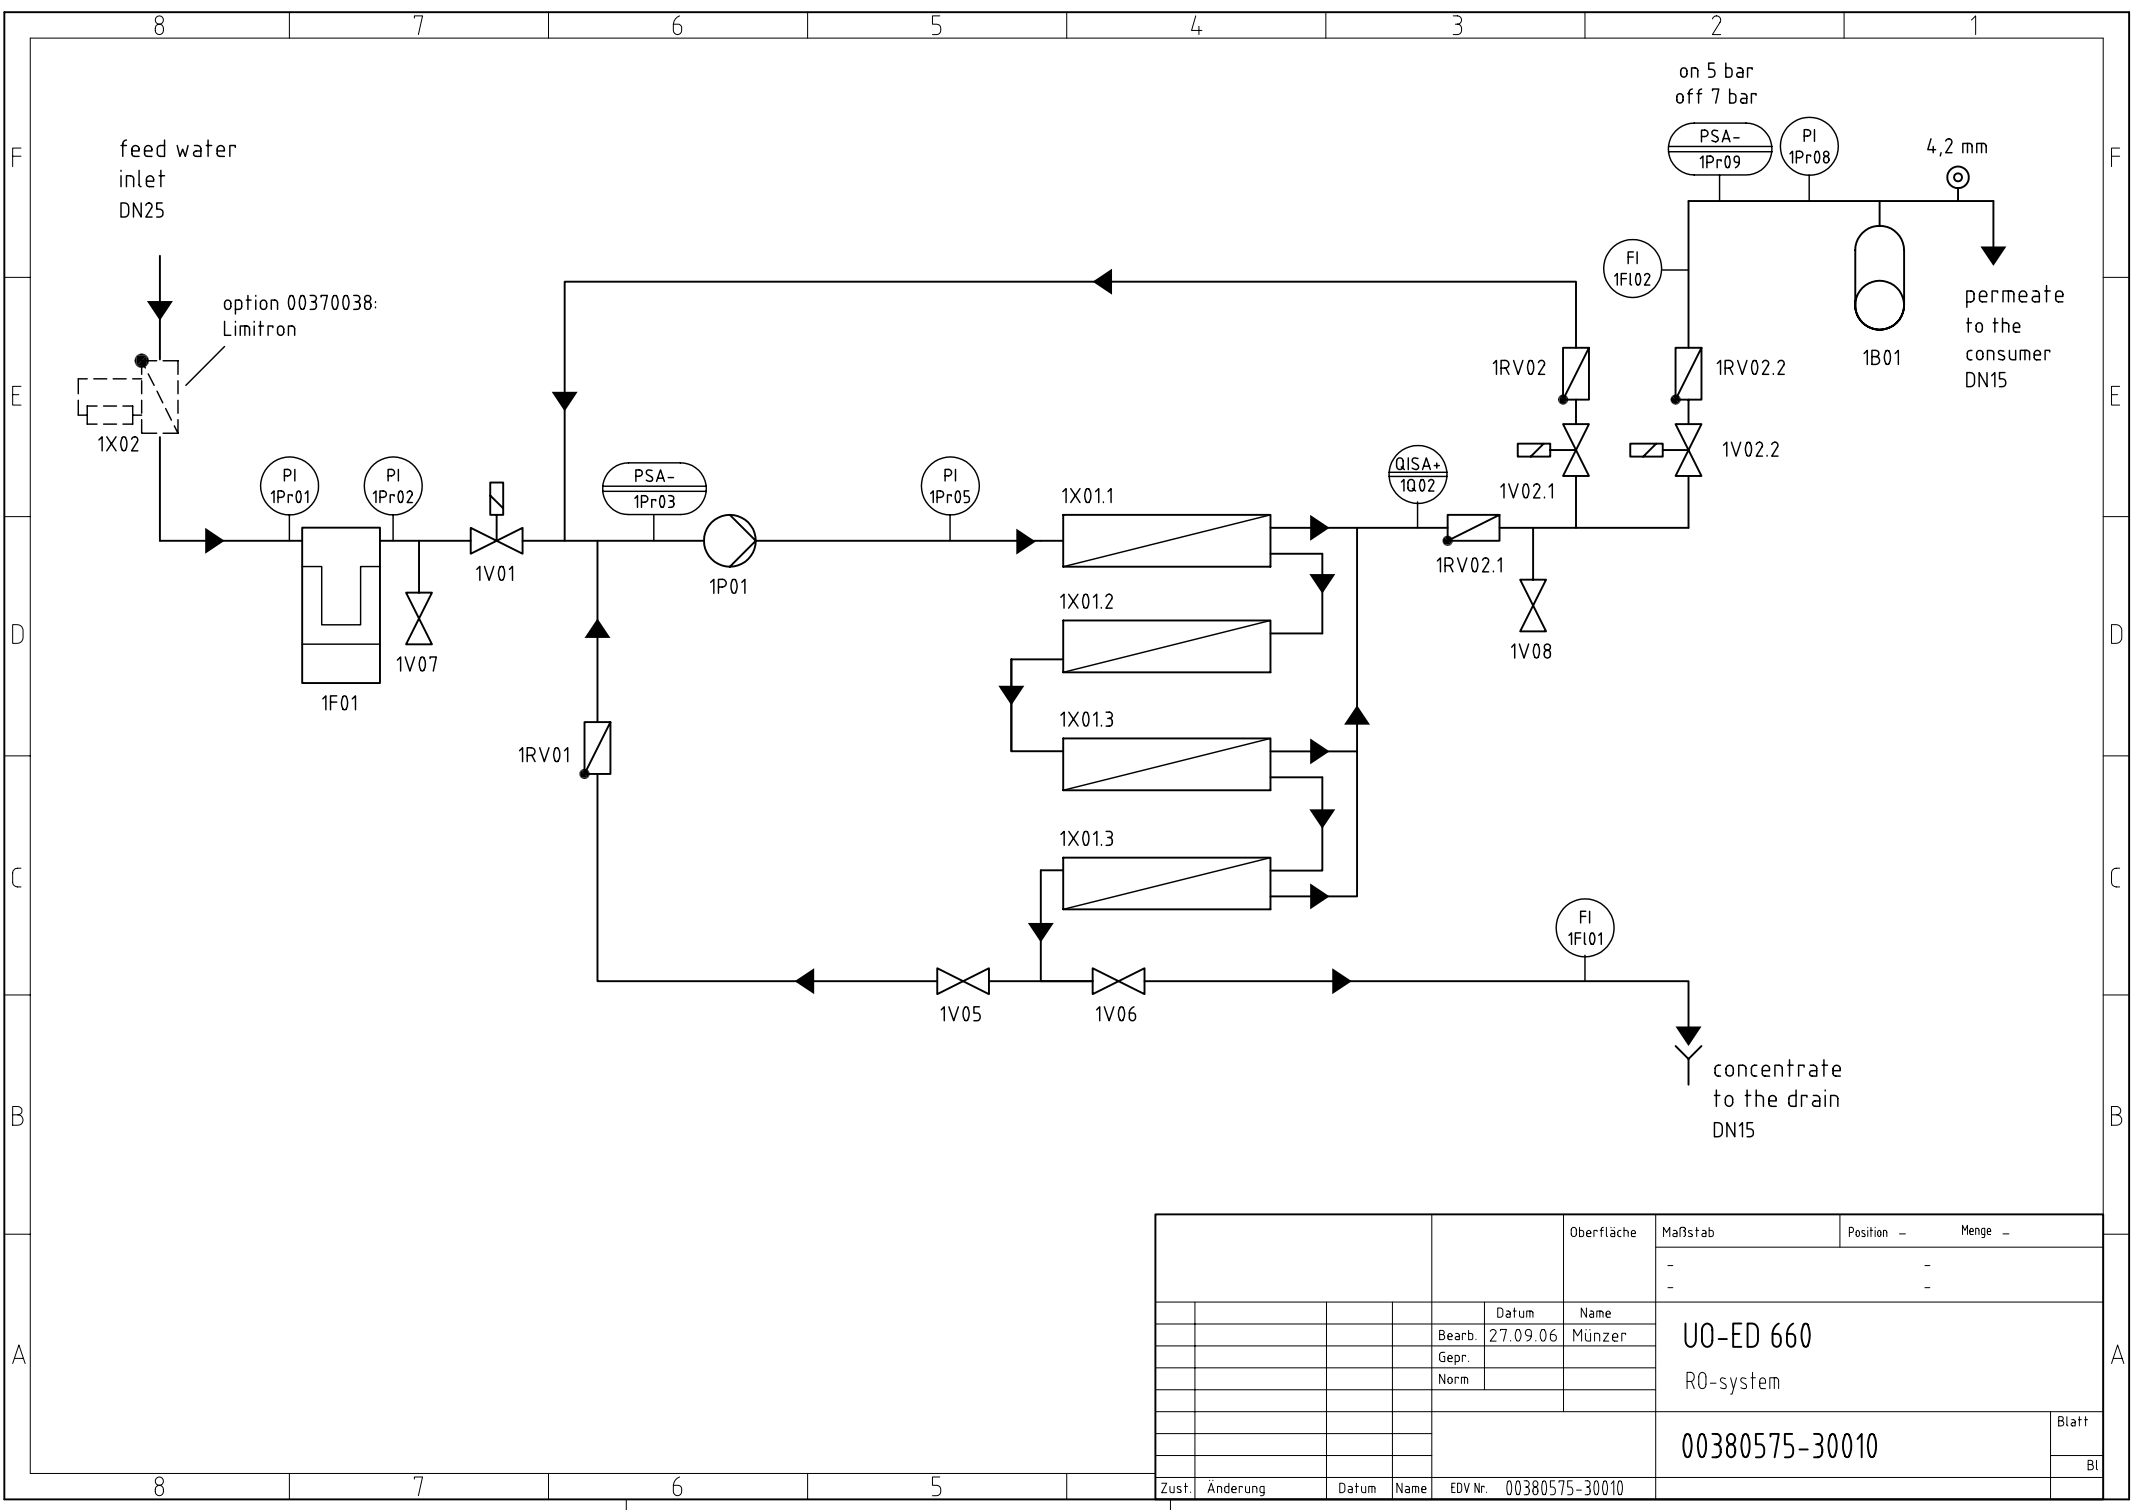 8 7 6 5 4 3 2 1
on 5 bar
off 7 bar
PSA-
1Pr09
PI
1Pr08
4,2 mm
F
F
feed water
inlet
DN25
FI
1Fl02
permeate
to the
consumer
DN15
option 00370038:
Limitron
1B01
1RV02
1RV02.2
E
E
1X02
PI
1Pr01
PI
1Pr02
PSA-
1Pr03
PI
1Pr05
QISA+
1Q02
1V02.1
1V02.2
1X01.1
1V01
1P01
1RV02.1
1X01.2
D
D
1V07
1V08
1F01
1X01.3
1RV01
1X01.3
C
C
FI
1Fl01
1V05
1V06
concentrate
to the drain
DN15
B
B
Oberfläche
Maßstab
Position –
Menge –
– –
– –
Datum Name
Bearb. 27.09.06 Münzer
Gepr.
Norm
UO-ED 660
RO-system
A
A
00380575-30010
Blatt
Bl
Zust. Änderung Datum Name EDV Nr. 00380575-30010
8 7 6 5